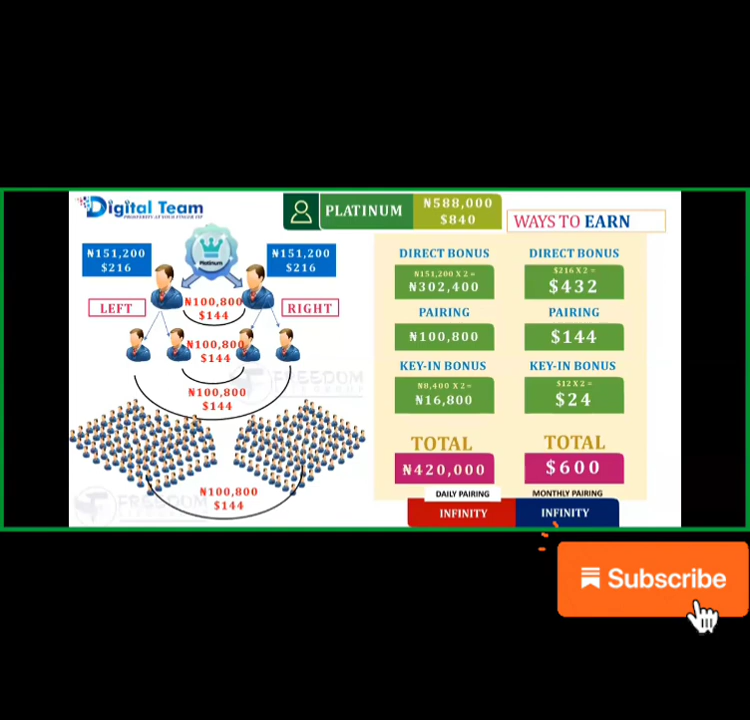 Digital Team
PROSPERITY AT YOUR FINGER TIP
PLATINUM
₦588,000
$840
WAYS TO EARN
₦151,200
$216
Platinum
₦151,200
$216
LEFT
₦100,800
$144
RIGHT
₦100,800
$144
₦100,800
$144
₦100,800
$144
FREEDOM
FREEDOM
DIRECT BONUS
₦151,200 X 2 =
₦302,400
PAIRING
₦100,800
KEY-IN BONUS
₦8,400 X 2 =
₦16,800
TOTAL
₦420,000
DAILY PAIRING
INFINITY
DIRECT BONUS
$216 X 2 =
$432
PAIRING
$144
KEY-IN BONUS
$12 X 2 =
$24
TOTAL
$600
MONTHLY PAIRING
INFINITY
Subscribe